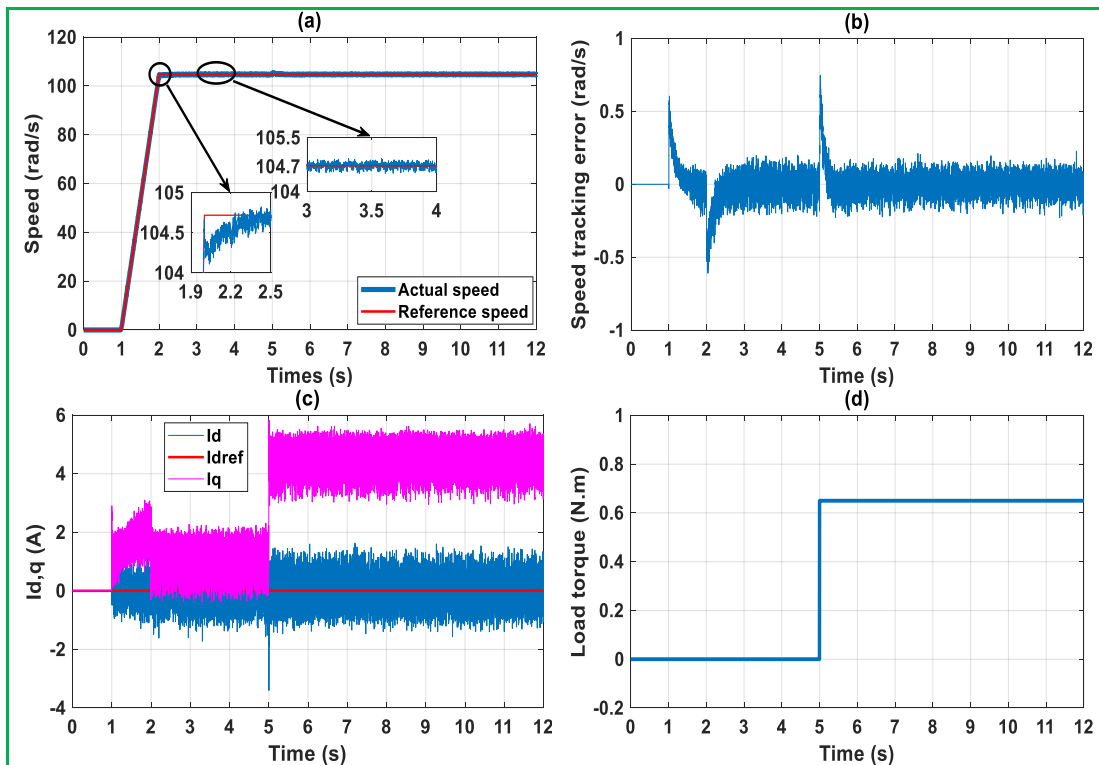 (a)
120
100
80
60
40
20
0
Speed (rad/s)
105.5
104.7
104
3 3.5 4
105
104.5
104
1.9 2.2 2.5
Actual speed
Reference speed
0 1 2 3 4 5 6 7 8 9 10 11 12
Times (s)
(b)
1
0.5
0
-0.5
-1
Speed tracking error (rad/s)
0 1 2 3 4 5 6 7 8 9 10 11 12
Time (s)
(c)
6
4
2
0
-2
-4
Id,q (A)
Id
Idref
Iq
0 1 2 3 4 5 6 7 8 9 10 11 12
Time (s)
(d)
1
0.8
0.6
0.4
0.2
0
-0.2
Load torque (N.m)
0 1 2 3 4 5 6 7 8 9 10 11 12
Time (s)